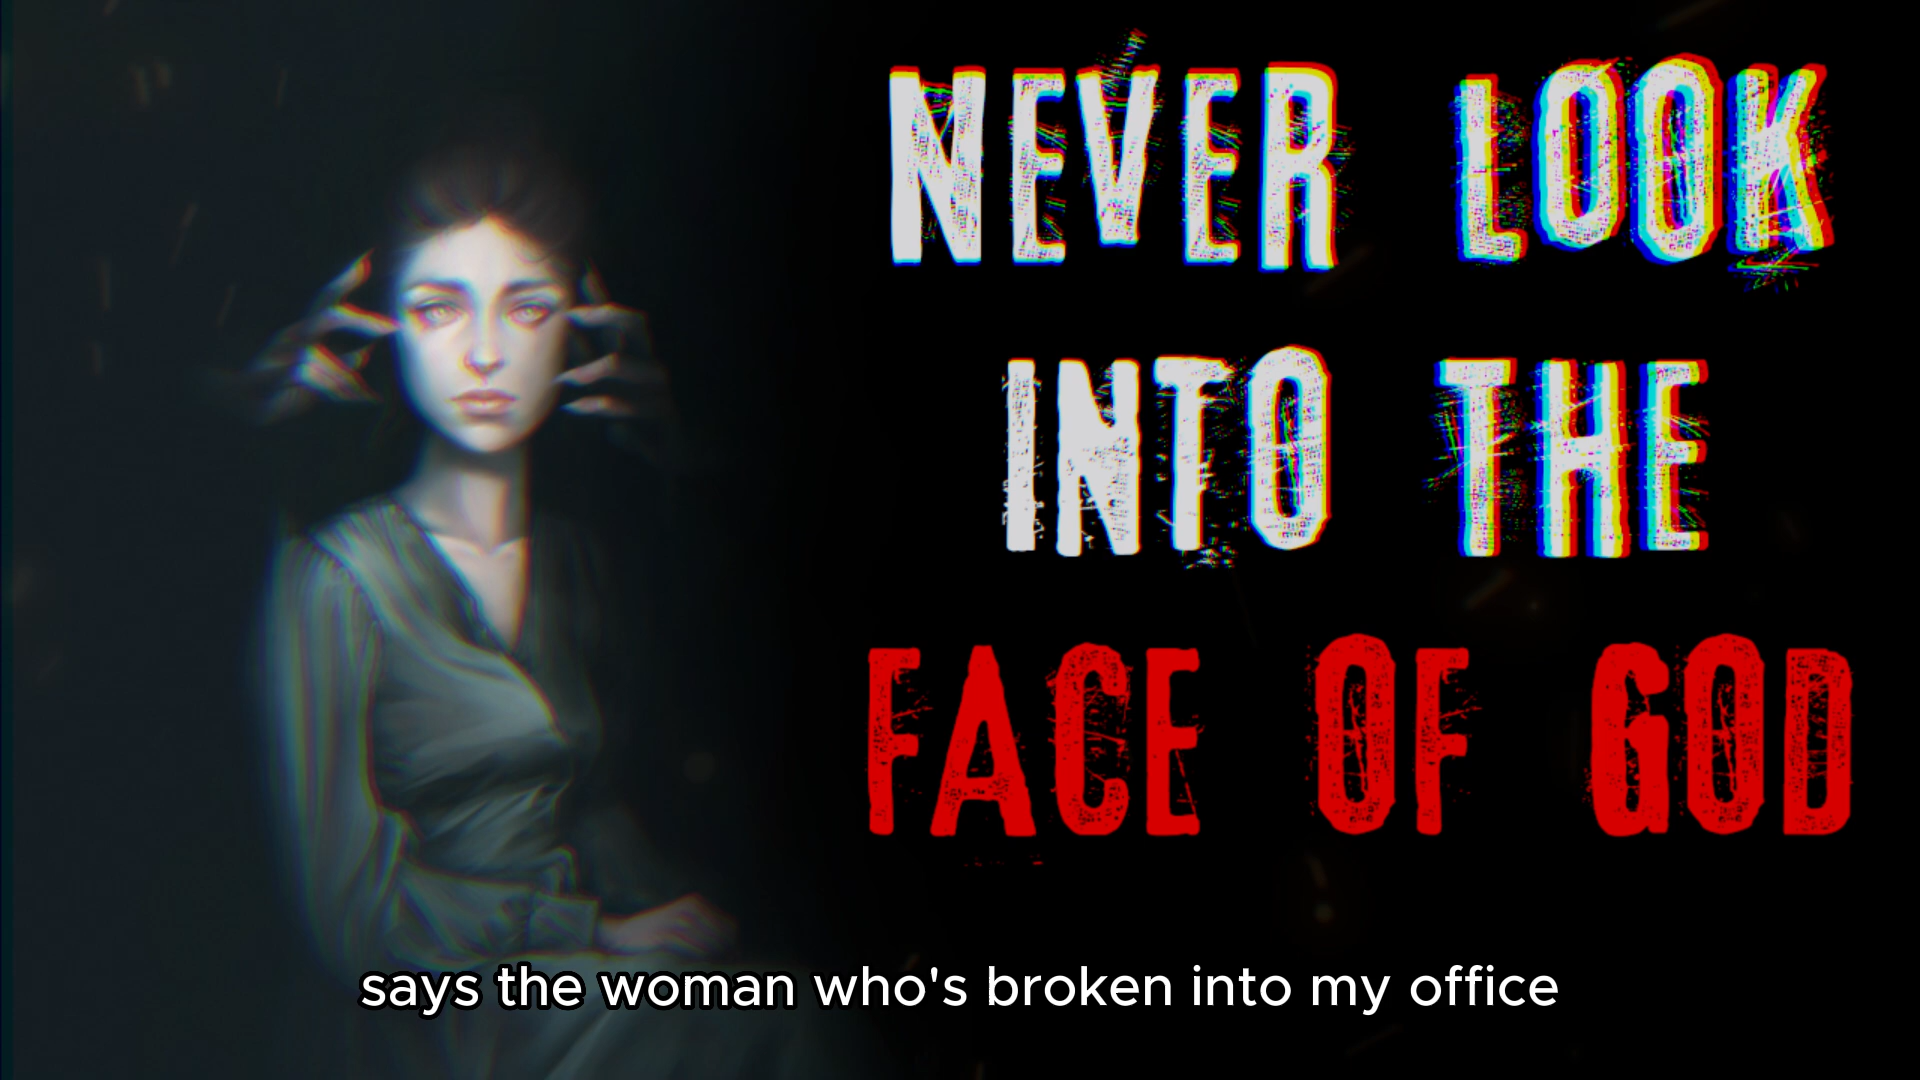 NEVER LOOK
INTO THE
FACE OF GOD
says the woman who's broken into my office